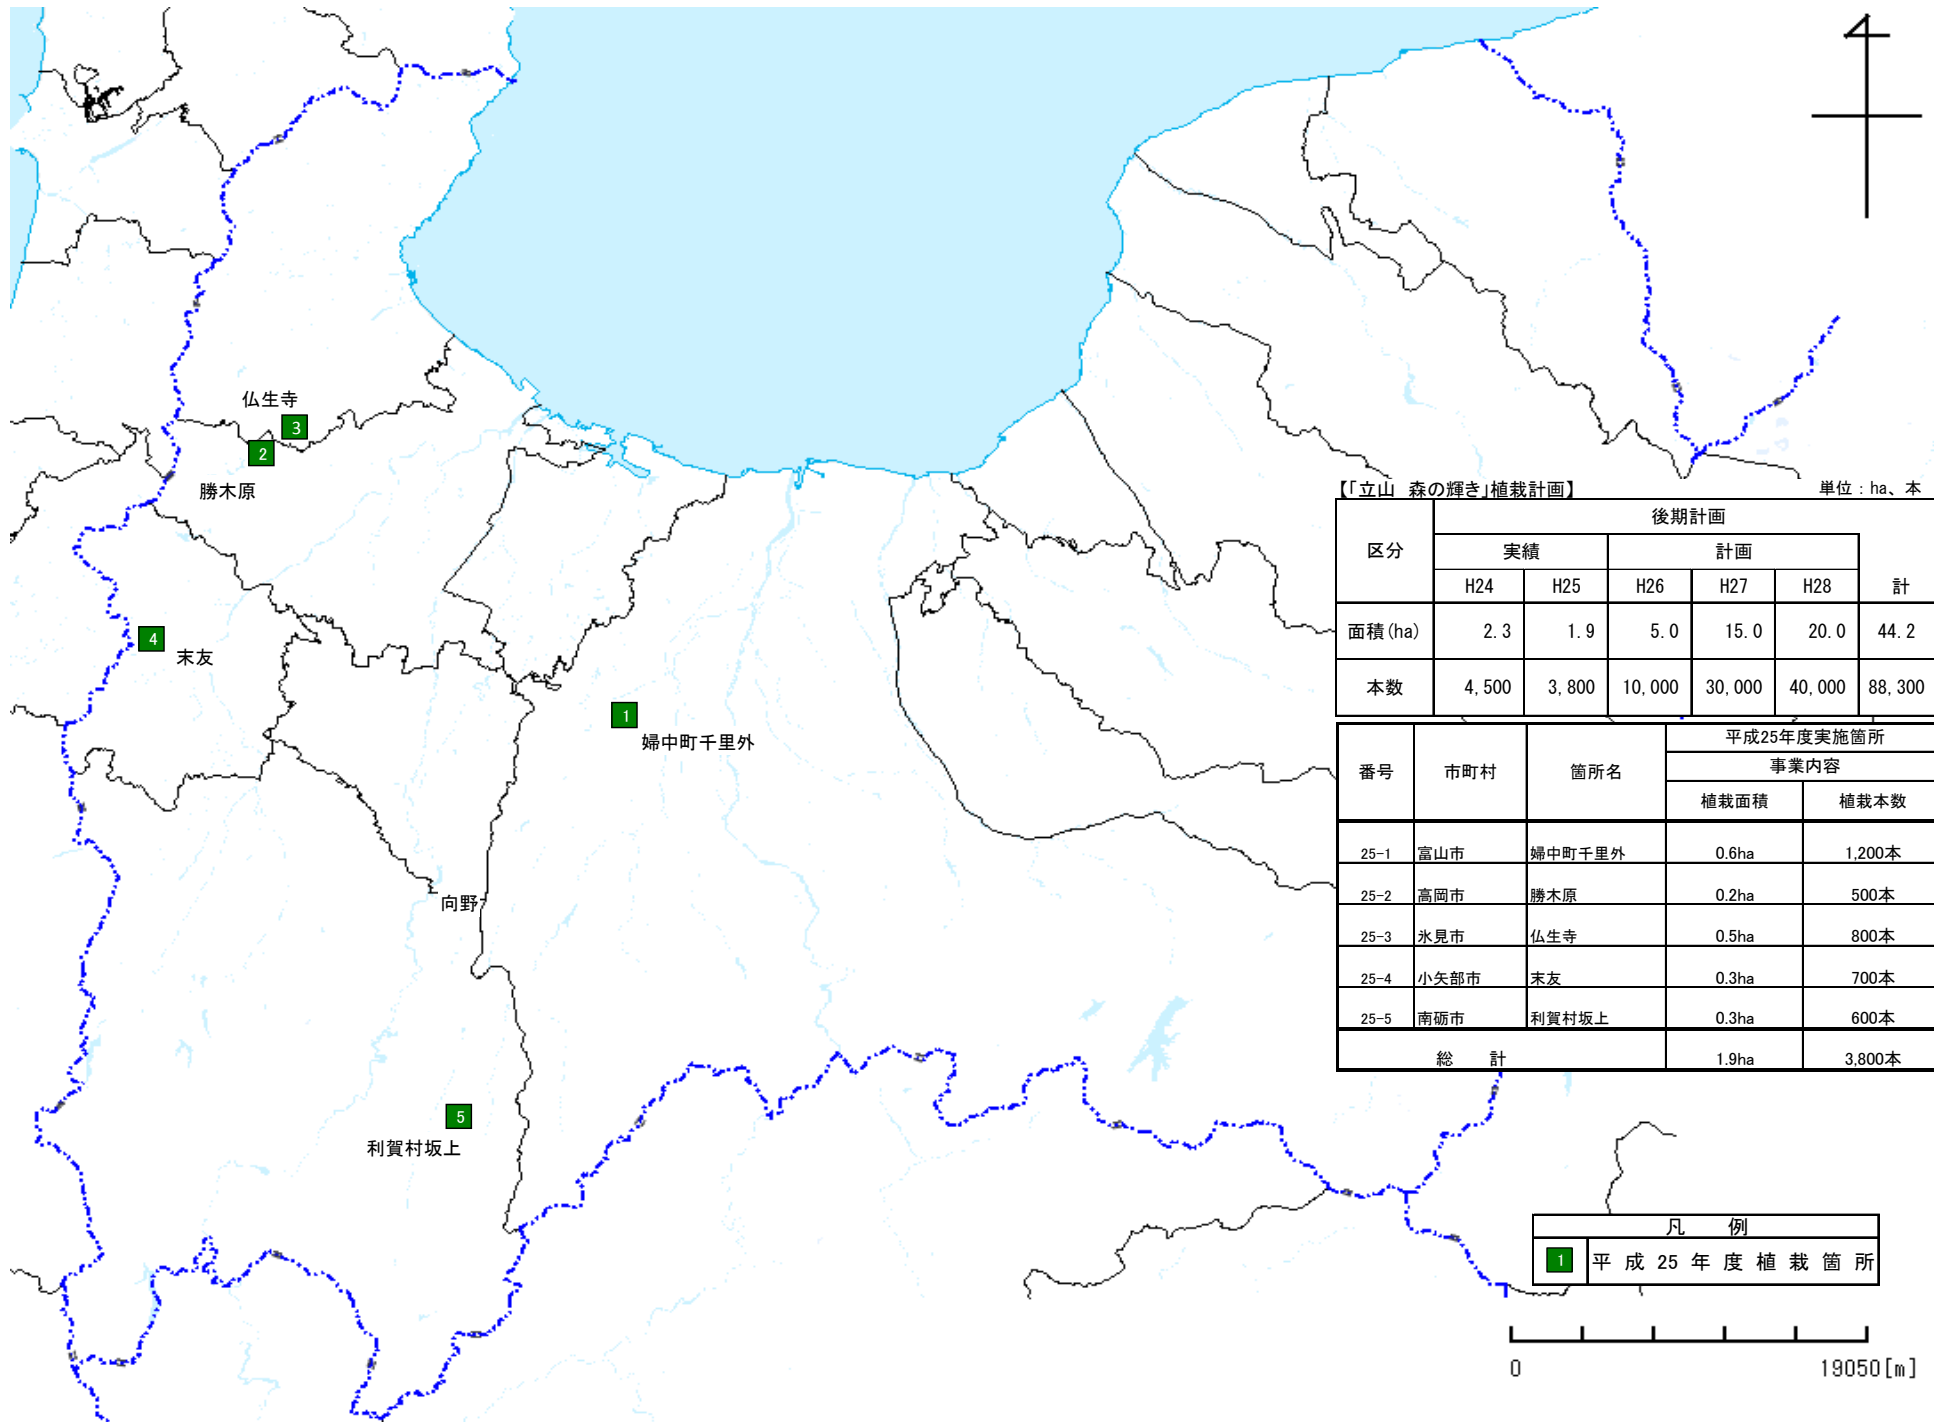 仏生寺
3
2
勝木原
4
末友
1
婦中町千里外
向野
5
利賀村坂上
【「立山 森の輝き」植栽計画】 単位：ha、本
区分 後期計画 計
実績 計画
H24 H25 H26 H27 H28
面積(ha) 2.3 1.9 5.0 15.0 20.0 44.2
本数 4,500 3,800 10,000 30,000 40,000 88,300
番号 市町村 箇所名 平成25年度実施箇所
事業内容
植栽面積 植栽本数
25-1 富山市 婦中町千里外 0.6ha 1,200本
25-2 高岡市 勝木原 0.2ha 500本
25-3 氷見市 仏生寺 0.5ha 800本
25-4 小矢部市 末友 0.3ha 700本
25-5 南砺市 利賀村坂上 0.3ha 600本
総 計 1.9ha 3,800本
凡 例
1 平成25年度植栽箇所
0 19050[m]